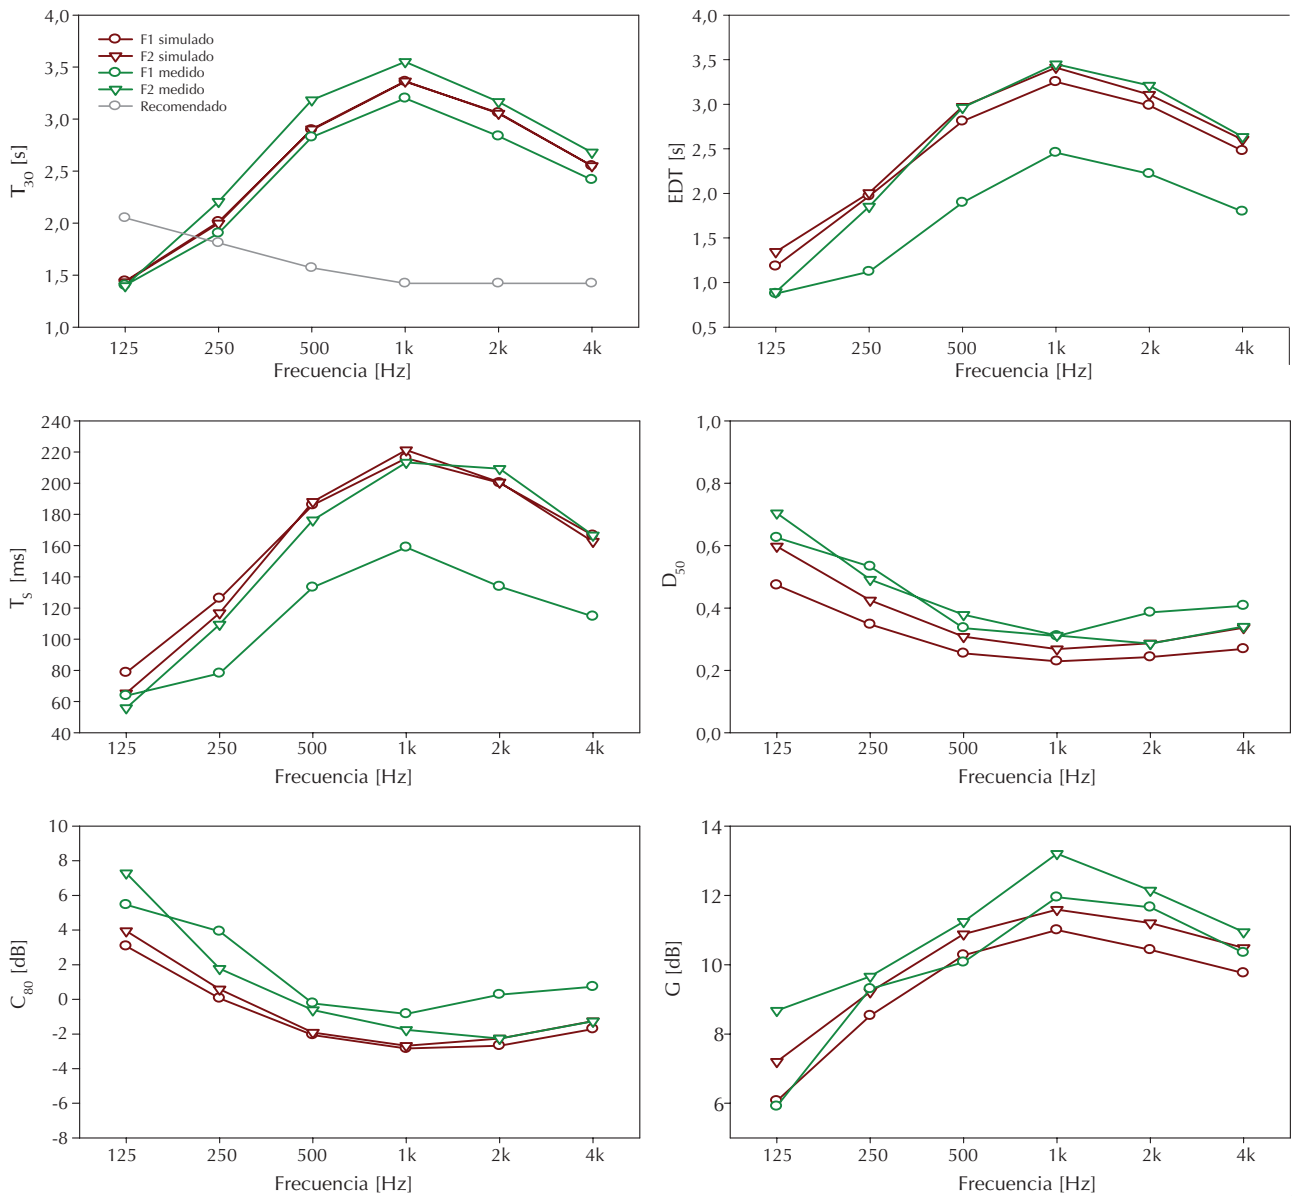 T30 [s]
4,0
3,5
3,0
2,5
2,0
1,5
1,0
F1 simulado
F2 simulado
F1 medido
F2 medido
Recomendado
125 250 500 1k 2k 4k
Frecuencia [Hz]
EDT [s]
4,0
3,5
3,0
2,5
2,0
1,5
1,0
0,5
125 250 500 1k 2k 4k
Frecuencia [Hz]
TS [ms]
240
220
200
180
160
140
120
100
80
60
40
125 250 500 1k 2k 4k
Frecuencia [Hz]
D50
1,0
0,8
0,6
0,4
0,2
0,0
125 250 500 1k 2k 4k
Frecuencia [Hz]
C80 [dB]
10
8
6
4
2
0
-2
-4
-6
-8
125 250 500 1k 2k 4k
Frecuencia [Hz]
G [dB]
14
12
10
8
6
125 250 500 1k 2k 4k
Frecuencia [Hz]